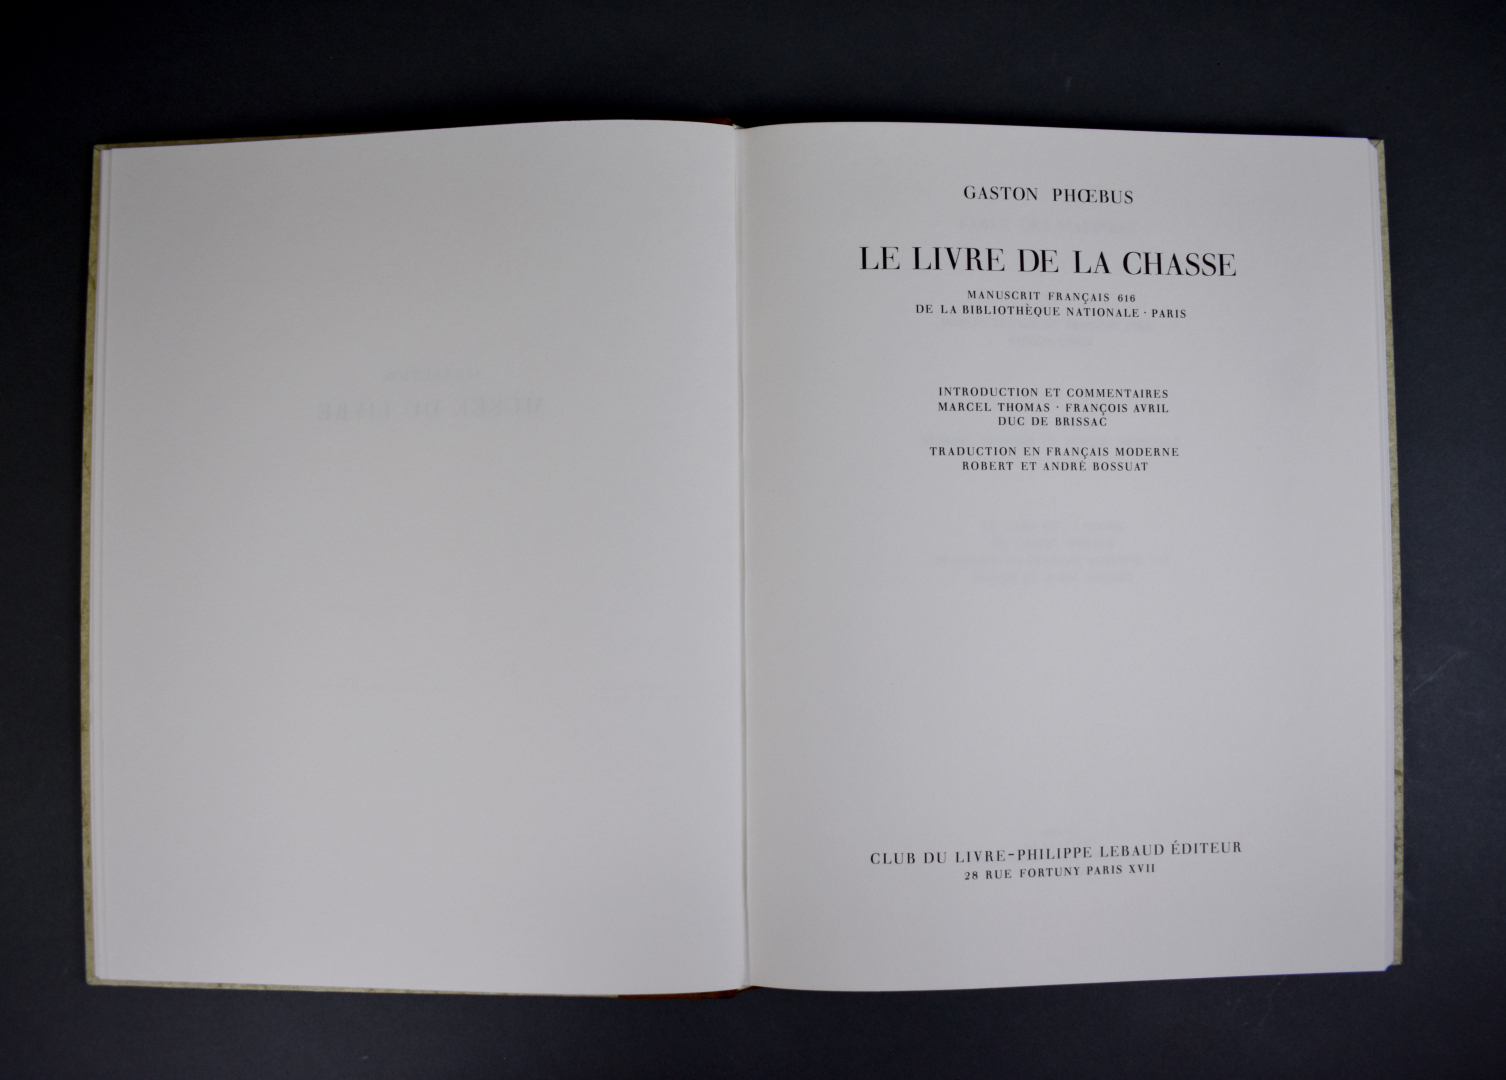 GASTON PHŒBUS
LE LIVRE DE LA CHASSE
MANUSCRIT FRANÇAIS 616
DE LA BIBLIOTHÈQUE NATIONALE · PARIS
INTRODUCTION ET COMMENTAIRES
MARCEL THOMAS · FRANÇOIS AVRIL
DUC DE BRISSAC
TRADUCTION EN FRANÇAIS MODERNE
ROBERT ET ANDRÉ BOSSUAT
CLUB DU LIVRE-PHILIPPE LEBAUD ÉDITEUR
28 RUE FORTUNY PARIS XVII